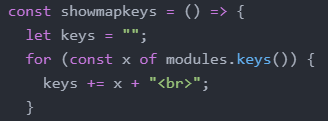 const showmapkeys = () => {
let keys = "";
for (const x of modules.keys()) {
keys += x + "<br>";
}